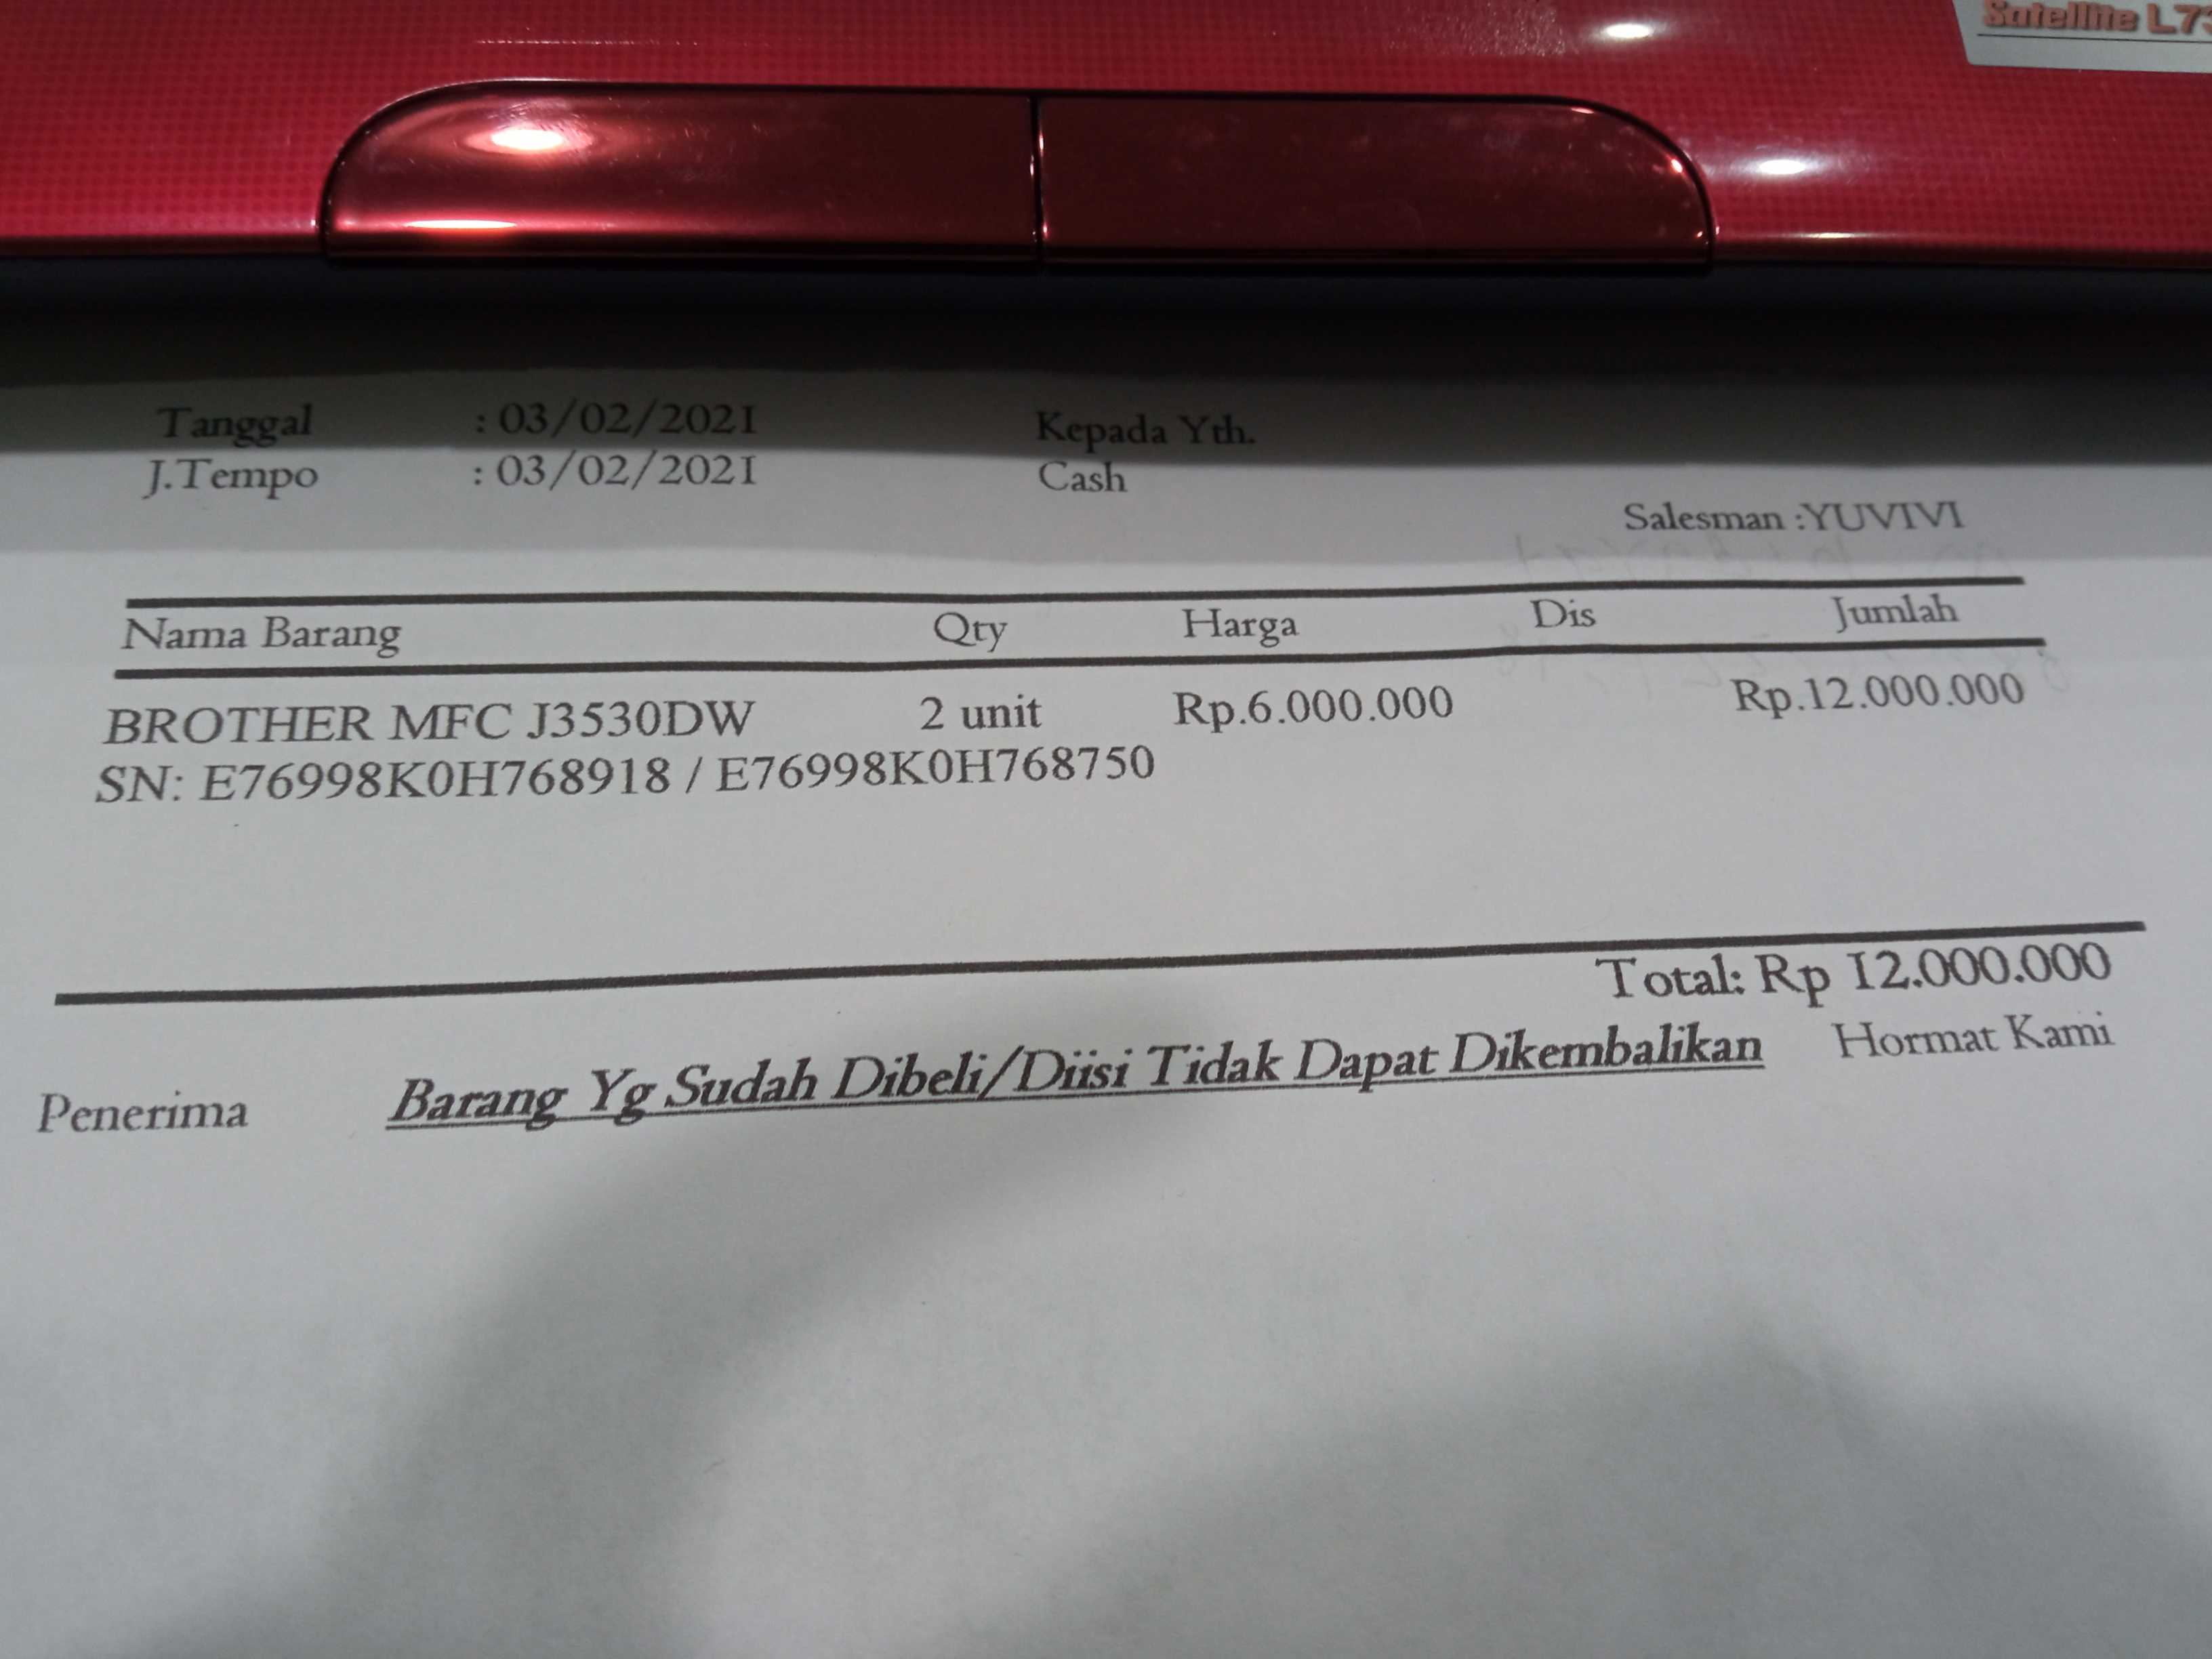 Satellite L73
Tanggal : 03/02/2021 Kepada Yth.
J.Tempo : 03/02/2021 Cash
Salesman :YUVIVI
Nama Barang Qty Harga Dis Jumlah
BROTHER MFC J3530DW 2 unit Rp.6.000.000 Rp.12.000.000
SN: E76998K0H768918 / E76998K0H768750
Total: Rp 12.000.000
Penerima Barang Yg Sudah Dibeli/Diisi Tidak Dapat Dikembalikan Hormat Kami